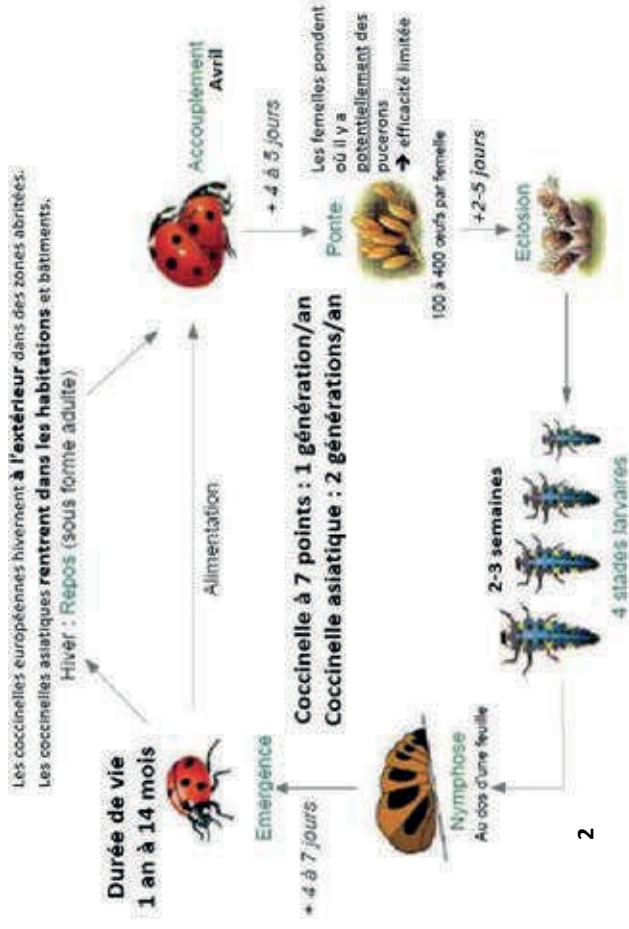 Les coccinelles européennes hivernent à l'extérieur dans des zones abritées.
Les coccinelles asiatiques rentrent dans les habitations et bâtiments.
Hiver : Repos (sous forme adulte)
Durée de vie
1 an à 14 mois
Emergence
Alimentation
Accouplement
Avril
+ 4 à 5 jours
Ponte
Les femelles pondent
où il y a
potentiellement des
pucerons
→ efficacité limitée
100 à 400 œufs par femelle
+2-5 jours
Eclosion
Coccinelle à 7 points : 1 génération/an
Coccinelle asiatique : 2 générations/an
2-3 semaines
4 stades larvaires
Nymphose
Au dos d'une feuille
+ 4 à 7 jours
2